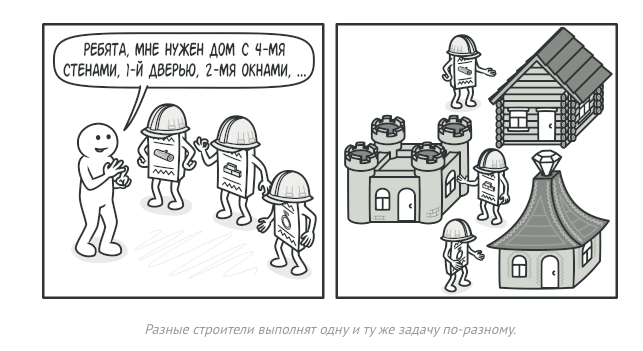 РЕБЯТА, МНЕ НУЖЕН ДОМ С 4-МЯ
СТЕНАМИ, 1-Й ДВЕРЬЮ, 2-МЯ ОКНАМИ, ...
Разные строители выполнят одну и ту же задачу по-разному.